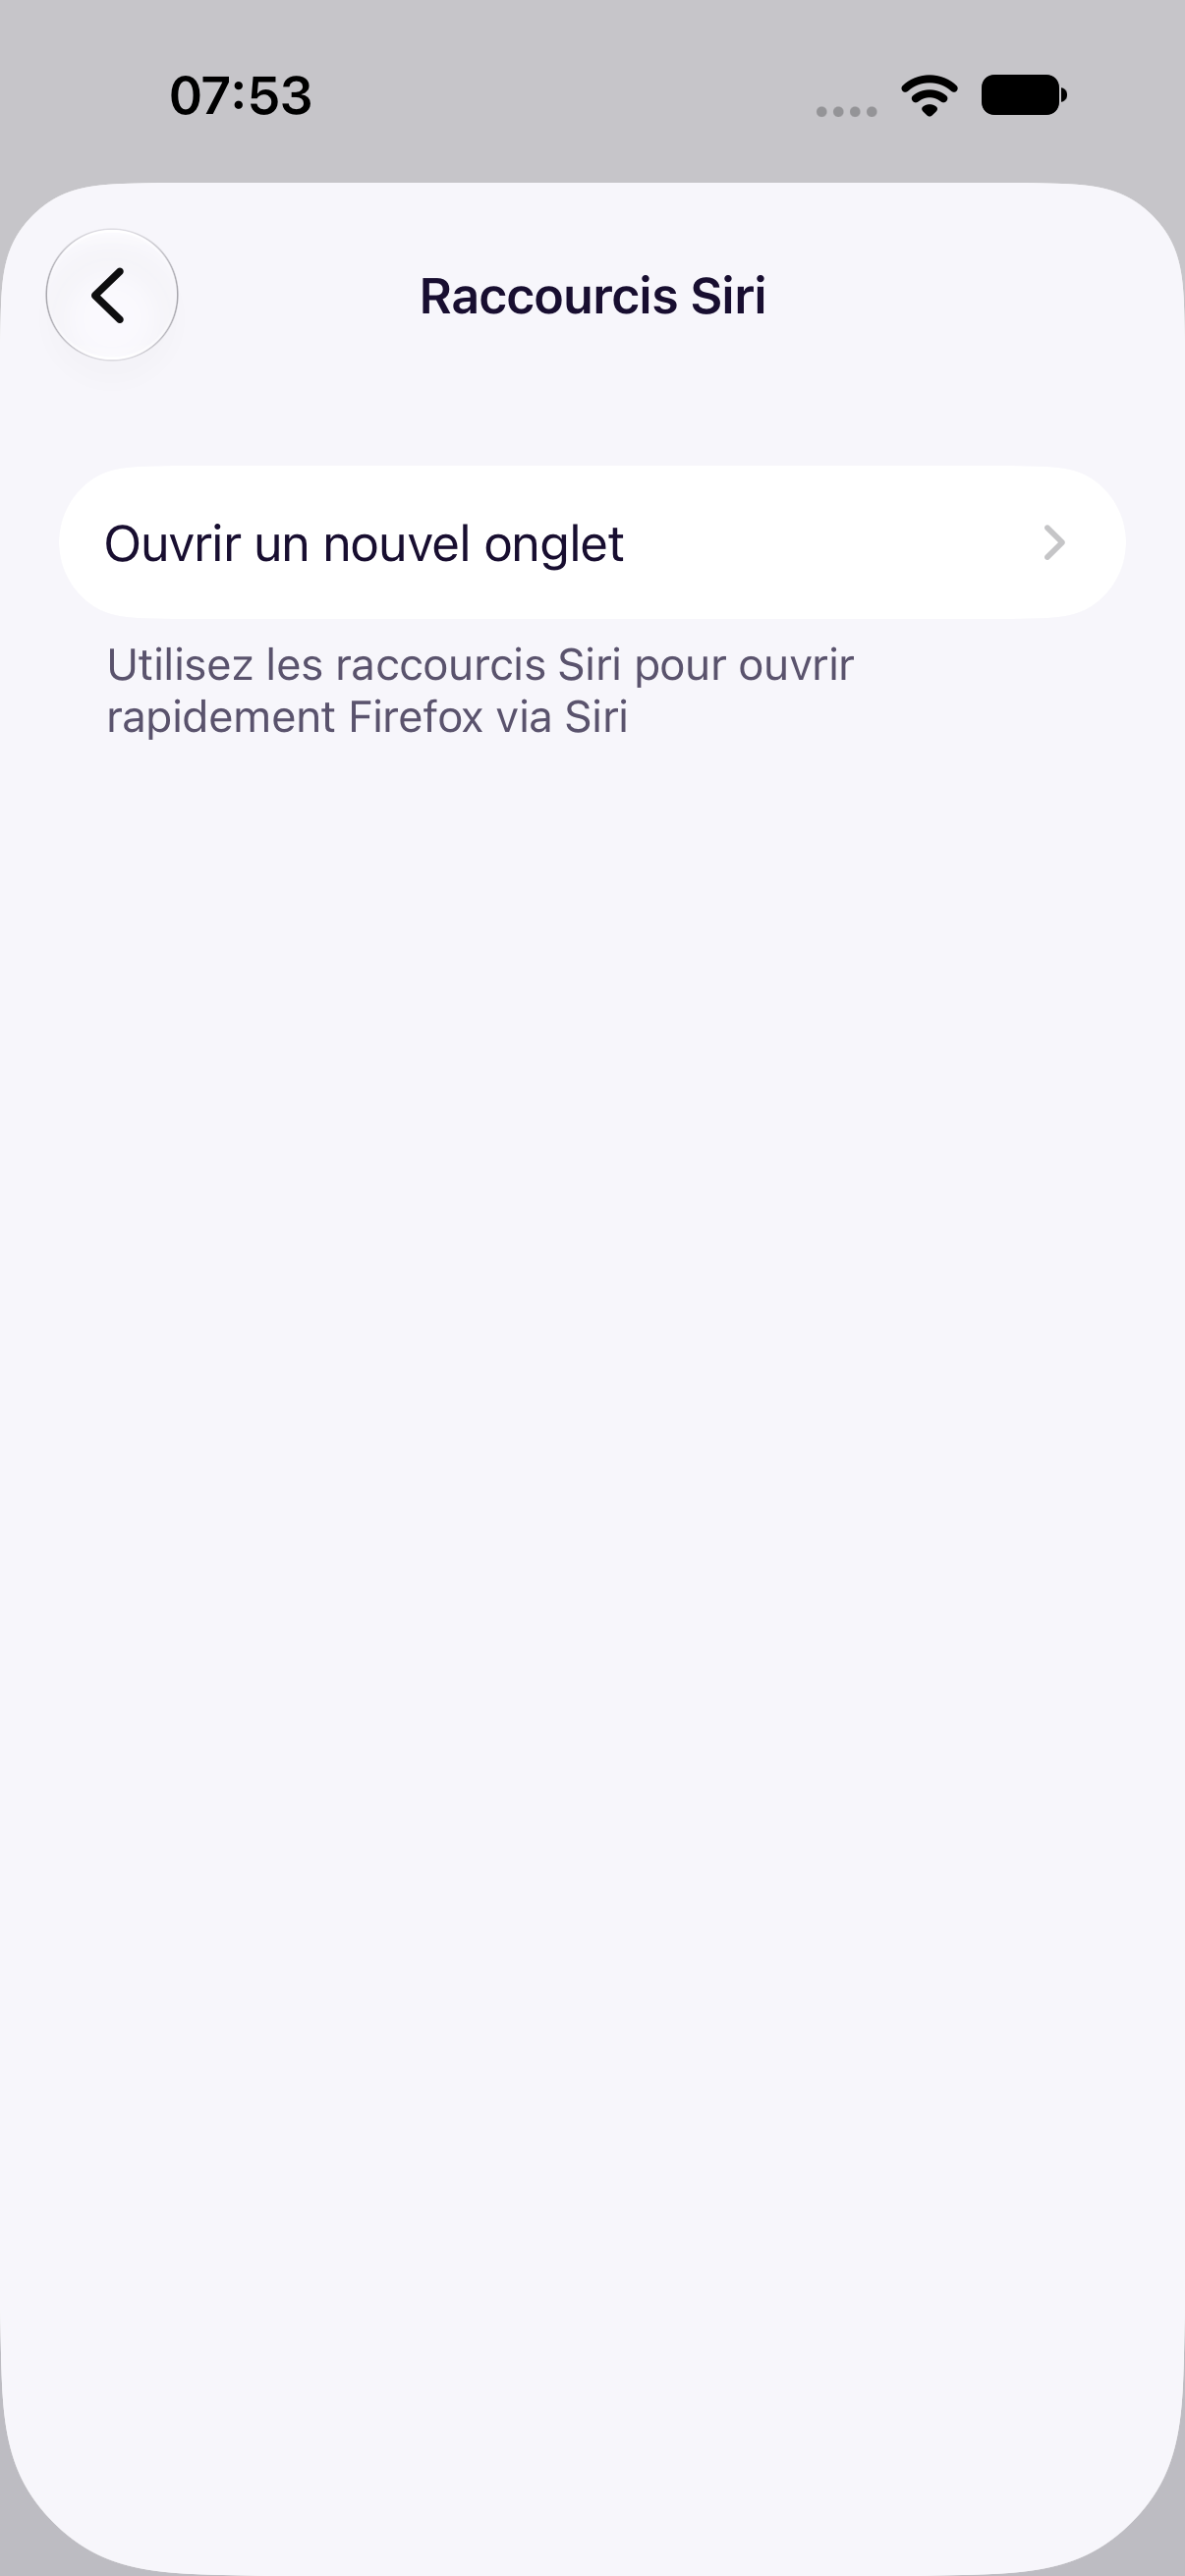 07:53
Raccourcis Siri
Ouvrir un nouvel onglet
Utilisez les raccourcis Siri pour ouvrir
rapidement Firefox via Siri